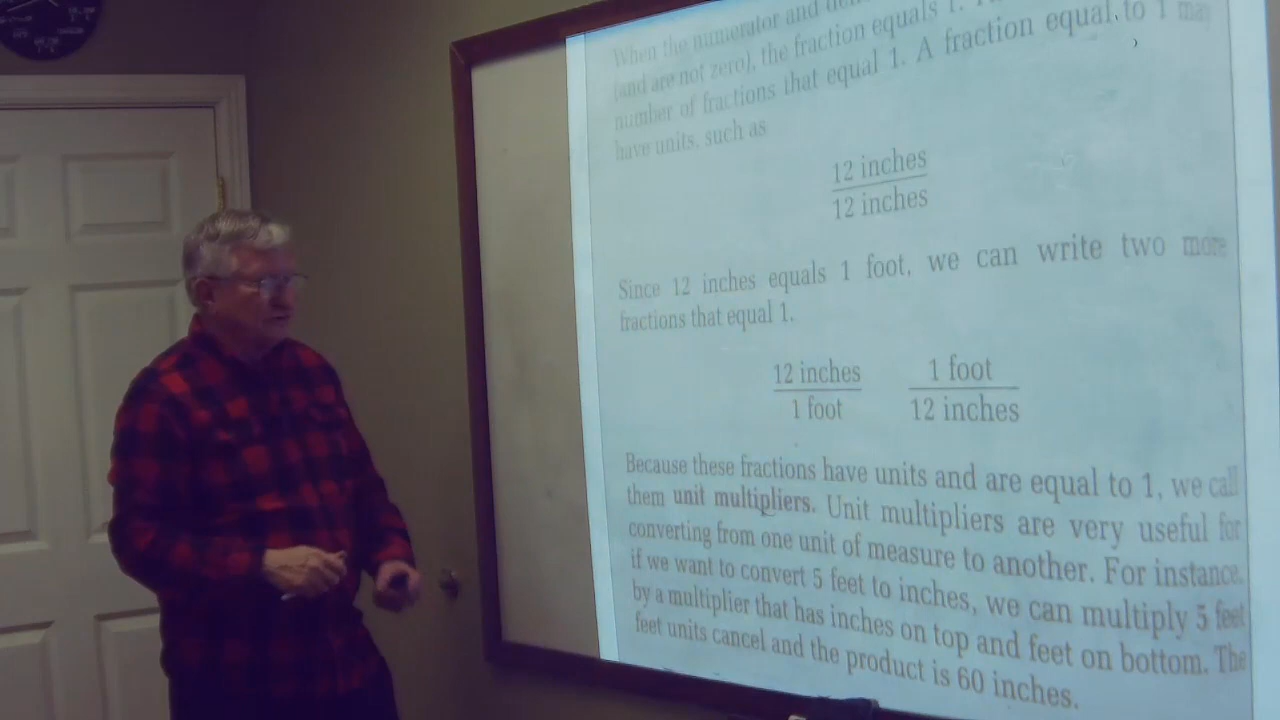 When the numerator and
(and are not zero), the fraction equals 1.
number of fractions that equal 1. A fraction equal to 1 may
have units, such as
12 inches
12 inches
Since 12 inches equals 1 foot, we can write two more
fractions that equal 1.
12 inches 1 foot
1 foot 12 inches
Because these fractions have units and are equal to 1, we call
them unit multipliers. Unit multipliers are very useful for
converting from one unit of measure to another. For instance,
if we want to convert 5 feet to inches, we can multiply 5 feet
by a multiplier that has inches on top and feet on bottom. The
feet units cancel and the product is 60 inches.